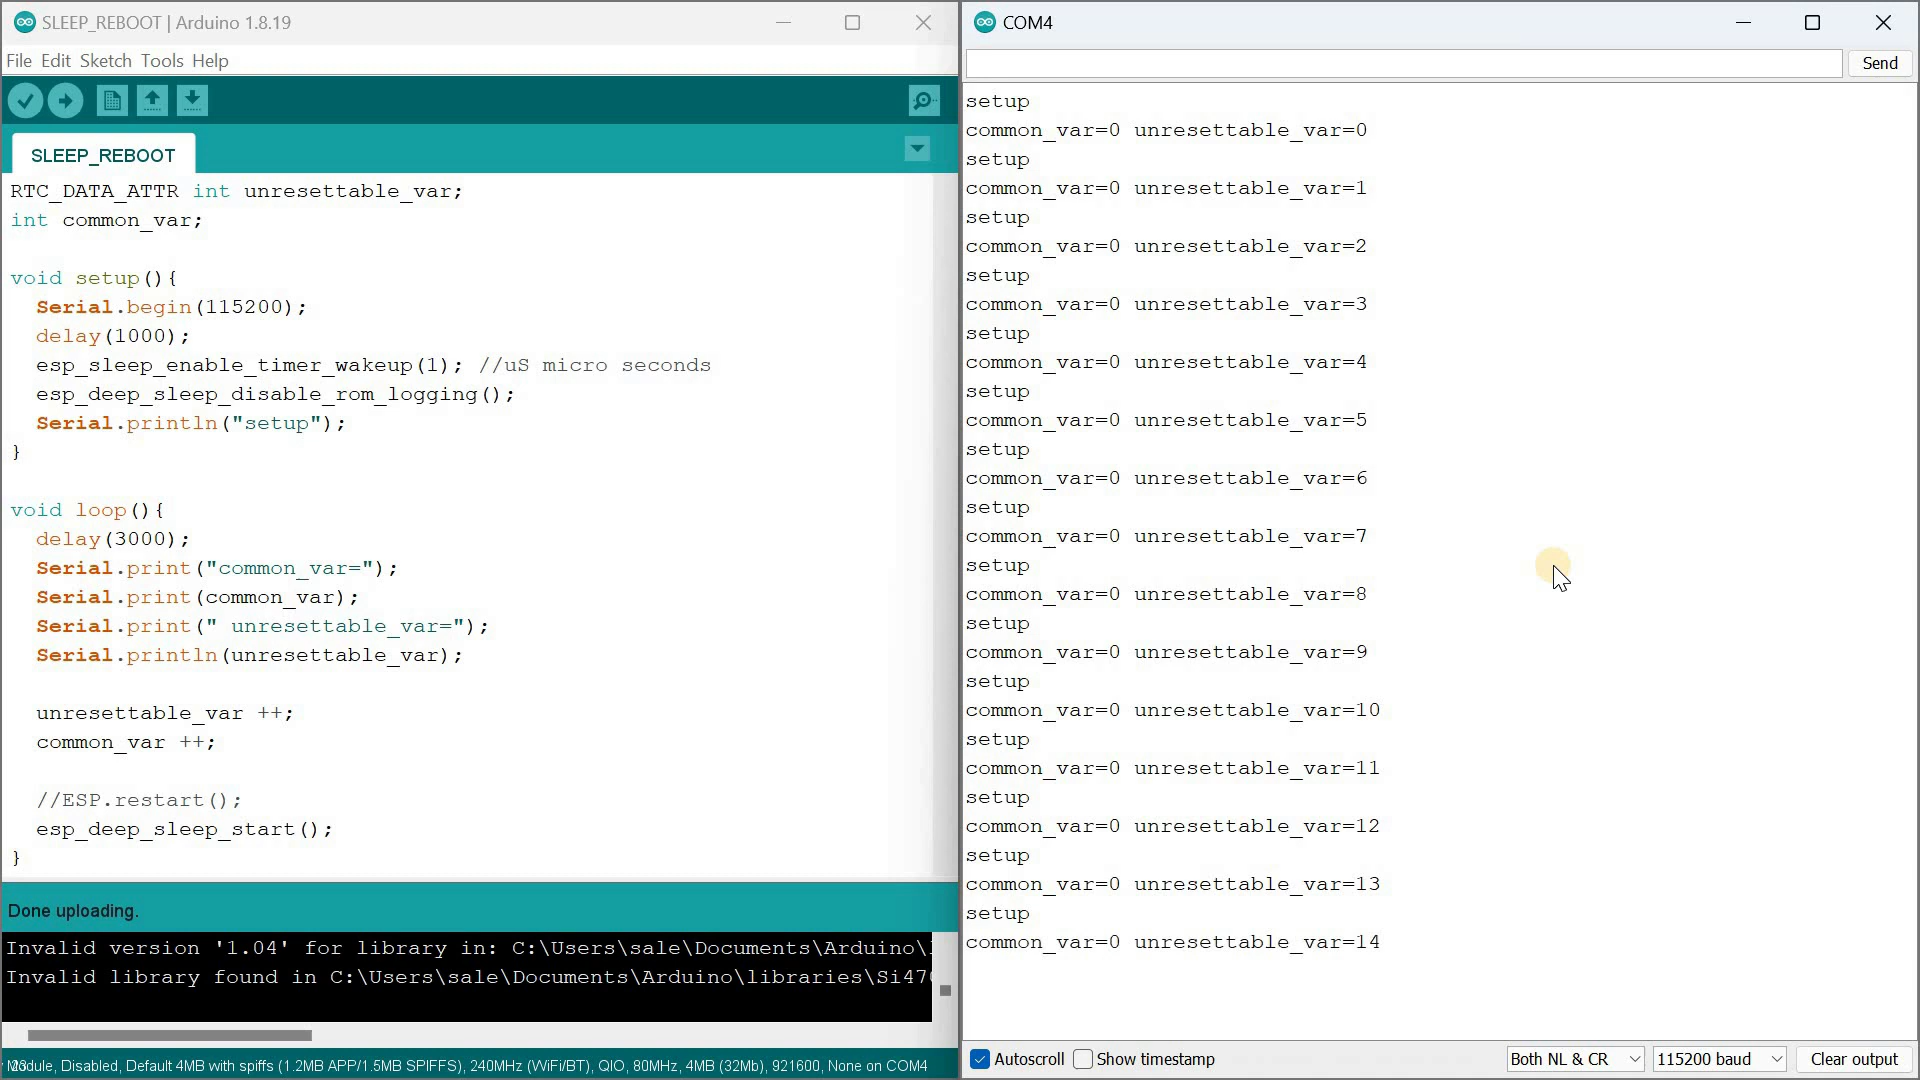 SLEEP_REBOOT | Arduino 1.8.19
File Edit Sketch Tools Help
SLEEP_REBOOT
RTC_DATA_ATTR int unresettable_var;
int common_var;
void setup(){
Serial.begin(115200);
delay(1000);
esp_sleep_enable_timer_wakeup(1); //uS micro seconds
esp_deep_sleep_disable_rom_logging();
Serial.println("setup");
}
void loop(){
delay(3000);
Serial.print("common_var=");
Serial.print(common_var);
Serial.print(" unresettable_var=");
Serial.println(unresettable_var);
unresettable_var ++;
common_var ++;
//ESP.restart();
esp_deep_sleep_start();
}
Done uploading.
Invalid version '1.04' for library in: C:\Users\sale\Documents\Arduino\
Invalid library found in C:\Users\sale\Documents\Arduino\libraries\Si47
Disabled, Default 4MB with spiffs (1.2MB APP/1.5MB SPIFFS), 240MHz (WiFi/BT), QIO, 80MHz, 4MB (32Mb), 921600, None on COM4
COM4
Send
setup
common_var=0 unresettable_var=0
setup
common_var=0 unresettable_var=1
setup
common_var=0 unresettable_var=2
setup
common_var=0 unresettable_var=3
setup
common_var=0 unresettable_var=4
setup
common_var=0 unresettable_var=5
setup
common_var=0 unresettable_var=6
setup
common_var=0 unresettable_var=7
setup
common_var=0 unresettable_var=8
setup
common_var=0 unresettable_var=9
setup
common_var=0 unresettable_var=10
setup
common_var=0 unresettable_var=11
setup
common_var=0 unresettable_var=12
setup
common_var=0 unresettable_var=13
setup
common_var=0 unresettable_var=14
Autoscroll Show timestamp Both NL & CR 115200 baud Clear output